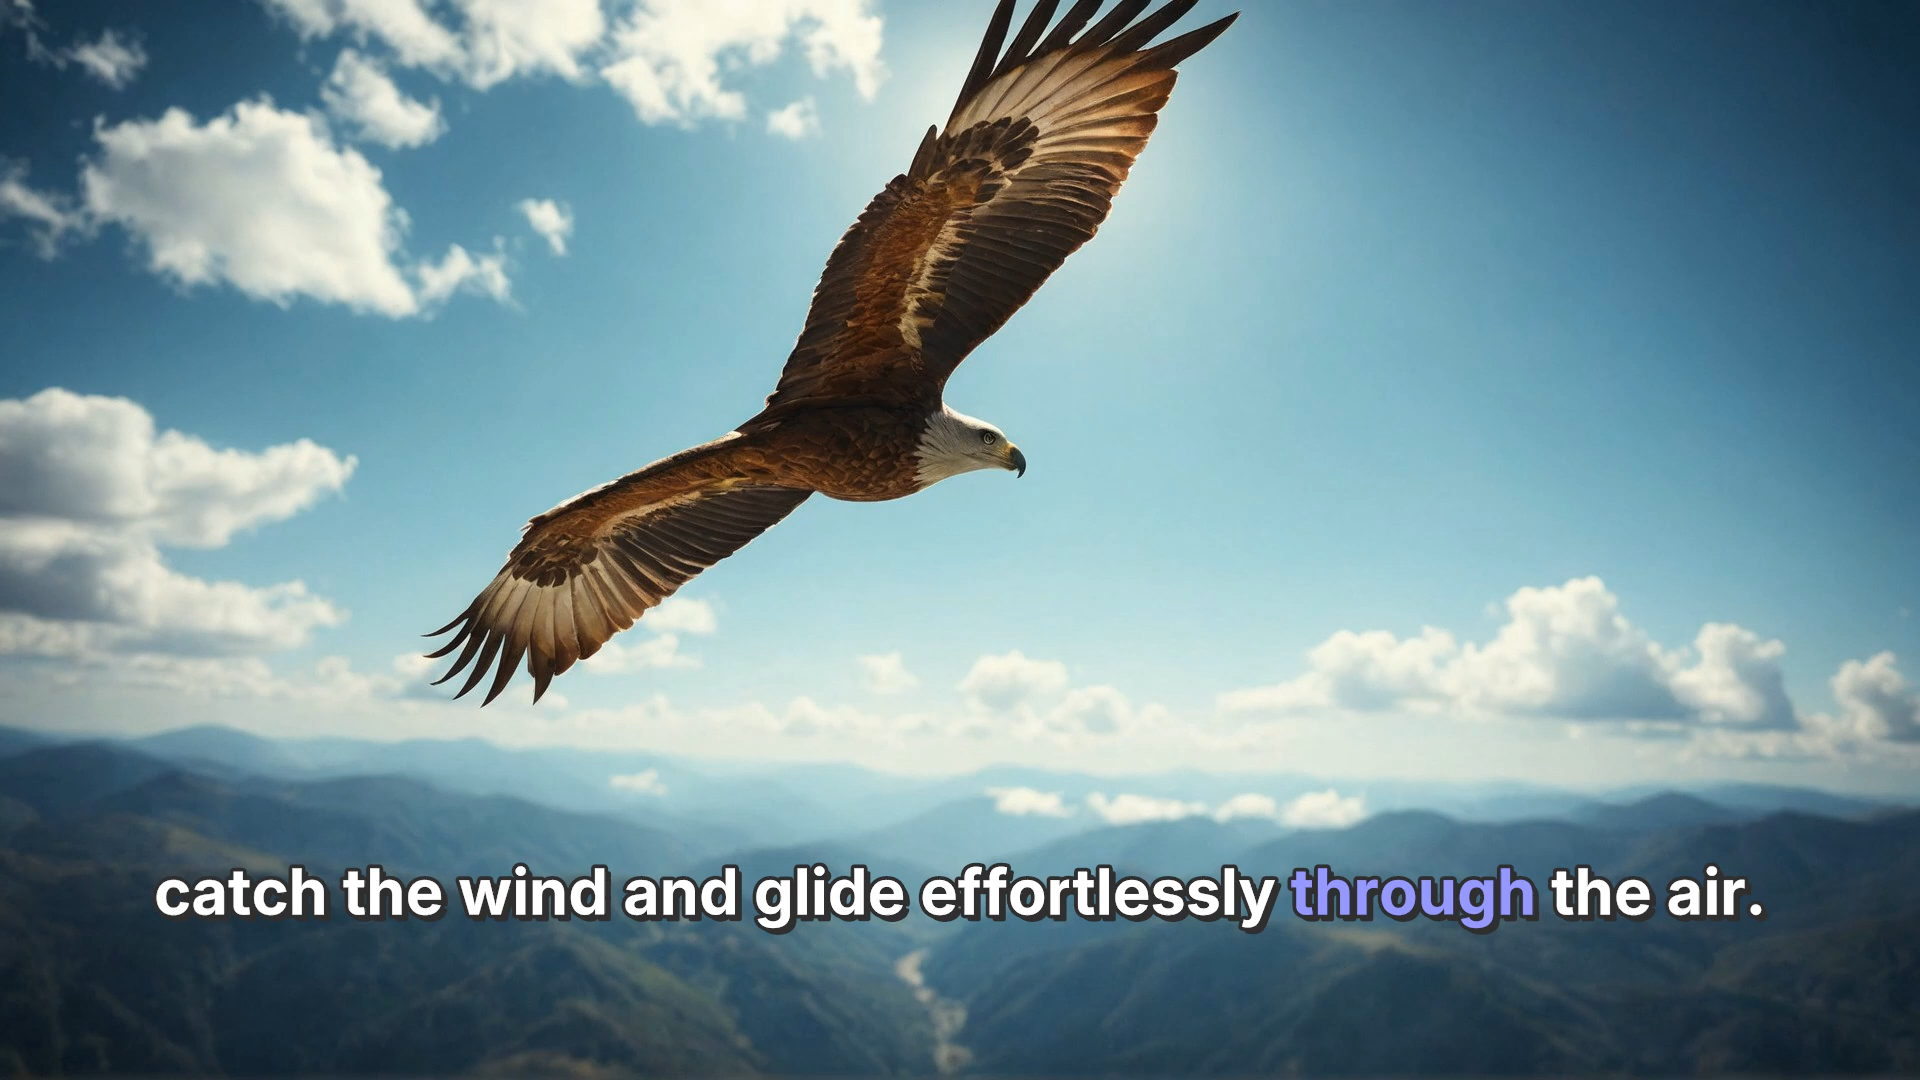 catch the wind and glide effortlessly through the air.